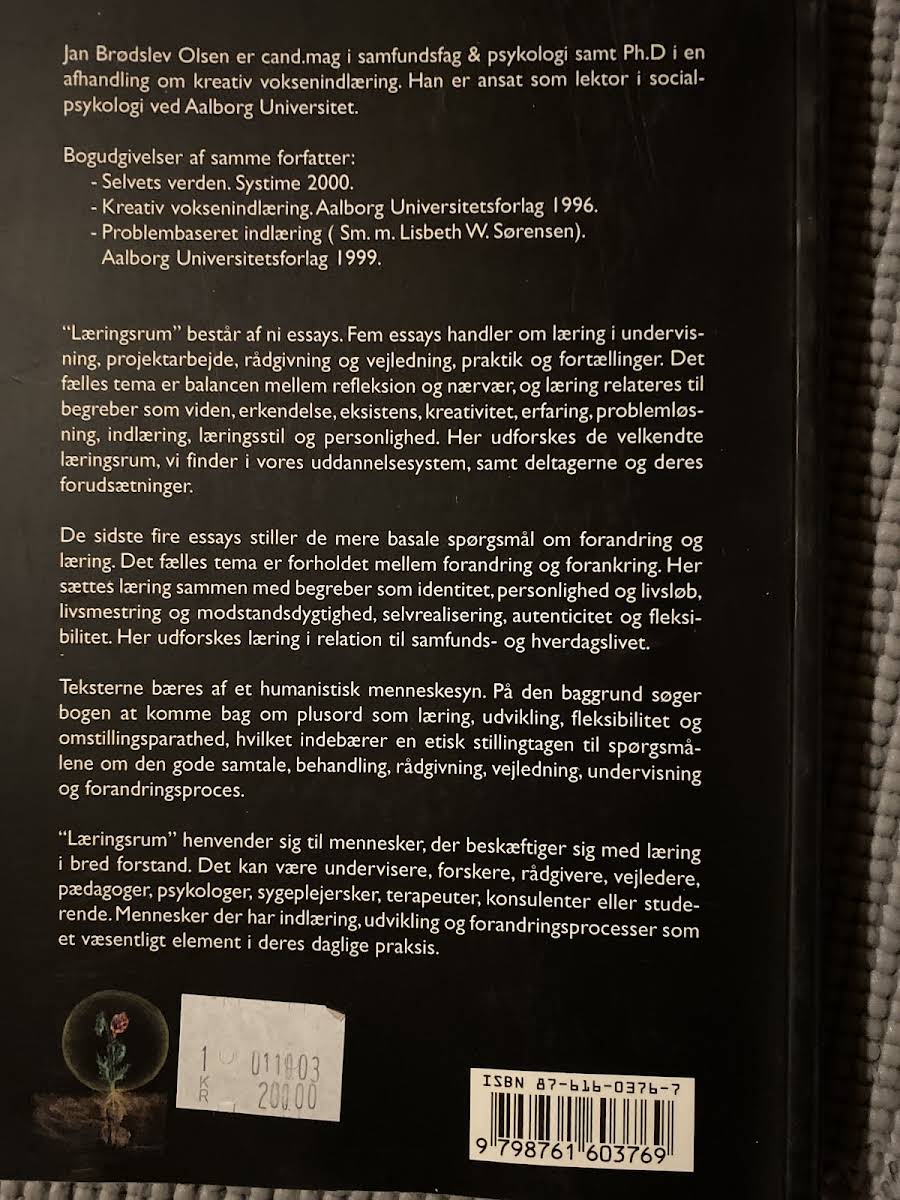 Jan Brødslev Olsen er cand.mag i samfundsfag & psykologi samt Ph.D i en
afhandling om kreativ voksenindlæring. Han er ansat som lektor i social-
psykologi ved Aalborg Universitet.
Bogudgivelser af samme forfatter:
- Selvets verden. Systime 2000.
- Kreativ voksenindlæring. Aalborg Universitetsforlag 1996.
- Problembaseret indlæring ( Sm. m. Lisbeth W. Sørensen).
Aalborg Universitetsforlag 1999.
“Læringsrum” består af ni essays. Fem essays handler om læring i undervis-
ning, projektarbejde, rådgivning og vejledning, praktik og fortællinger. Det
fælles tema er balancen mellem refleksion og nærvær, og læring relateres til
begreber som viden, erkendelse, eksistens, kreativitet, erfaring, problemløs-
ning, indlæring, læringsstil og personlighed. Her udforskes de velkendte
læringsrum, vi finder i vores uddannelsesystem, samt deltagerne og deres
forudsætninger.
De sidste fire essays stiller de mere basale spørgsmål om forandring og
læring. Det fælles tema er forholdet mellem forandring og forankring. Her
sættes læring sammen med begreber som identitet, personlighed og livsløb,
livsmestring og modstandsdygtighed, selvrealisering, autenticitet og fleksi-
bilitet. Her udforskes læring i relation til samfunds- og hverdagslivet.
Teksterne bæres af et humanistisk menneskesyn. På den baggrund søger
bogen at komme bag om plusord som læring, udvikling, fleksibilitet og
omstillingsparathed, hvilket indebærer en etisk stillingtagen til spørgsmå-
lene om den gode samtale, behandling, rådgivning, vejledning, undervisning
og forandringsproces.
“Læringsrum” henvender sig til mennesker, der beskæftiger sig med læring
i bred forstand. Det kan være undervisere, forskere, rådgivere, vejledere,
pædagoger, psykologer, sygeplejersker, terapeuter, konsulenter eller stude-
rende. Mennesker der har indlæring, udvikling og forandringsprocesser som
et væsentligt element i deres daglige praksis.
1 011903
KR 200.00
ISBN 87-616-0376-7
9 798761 603769